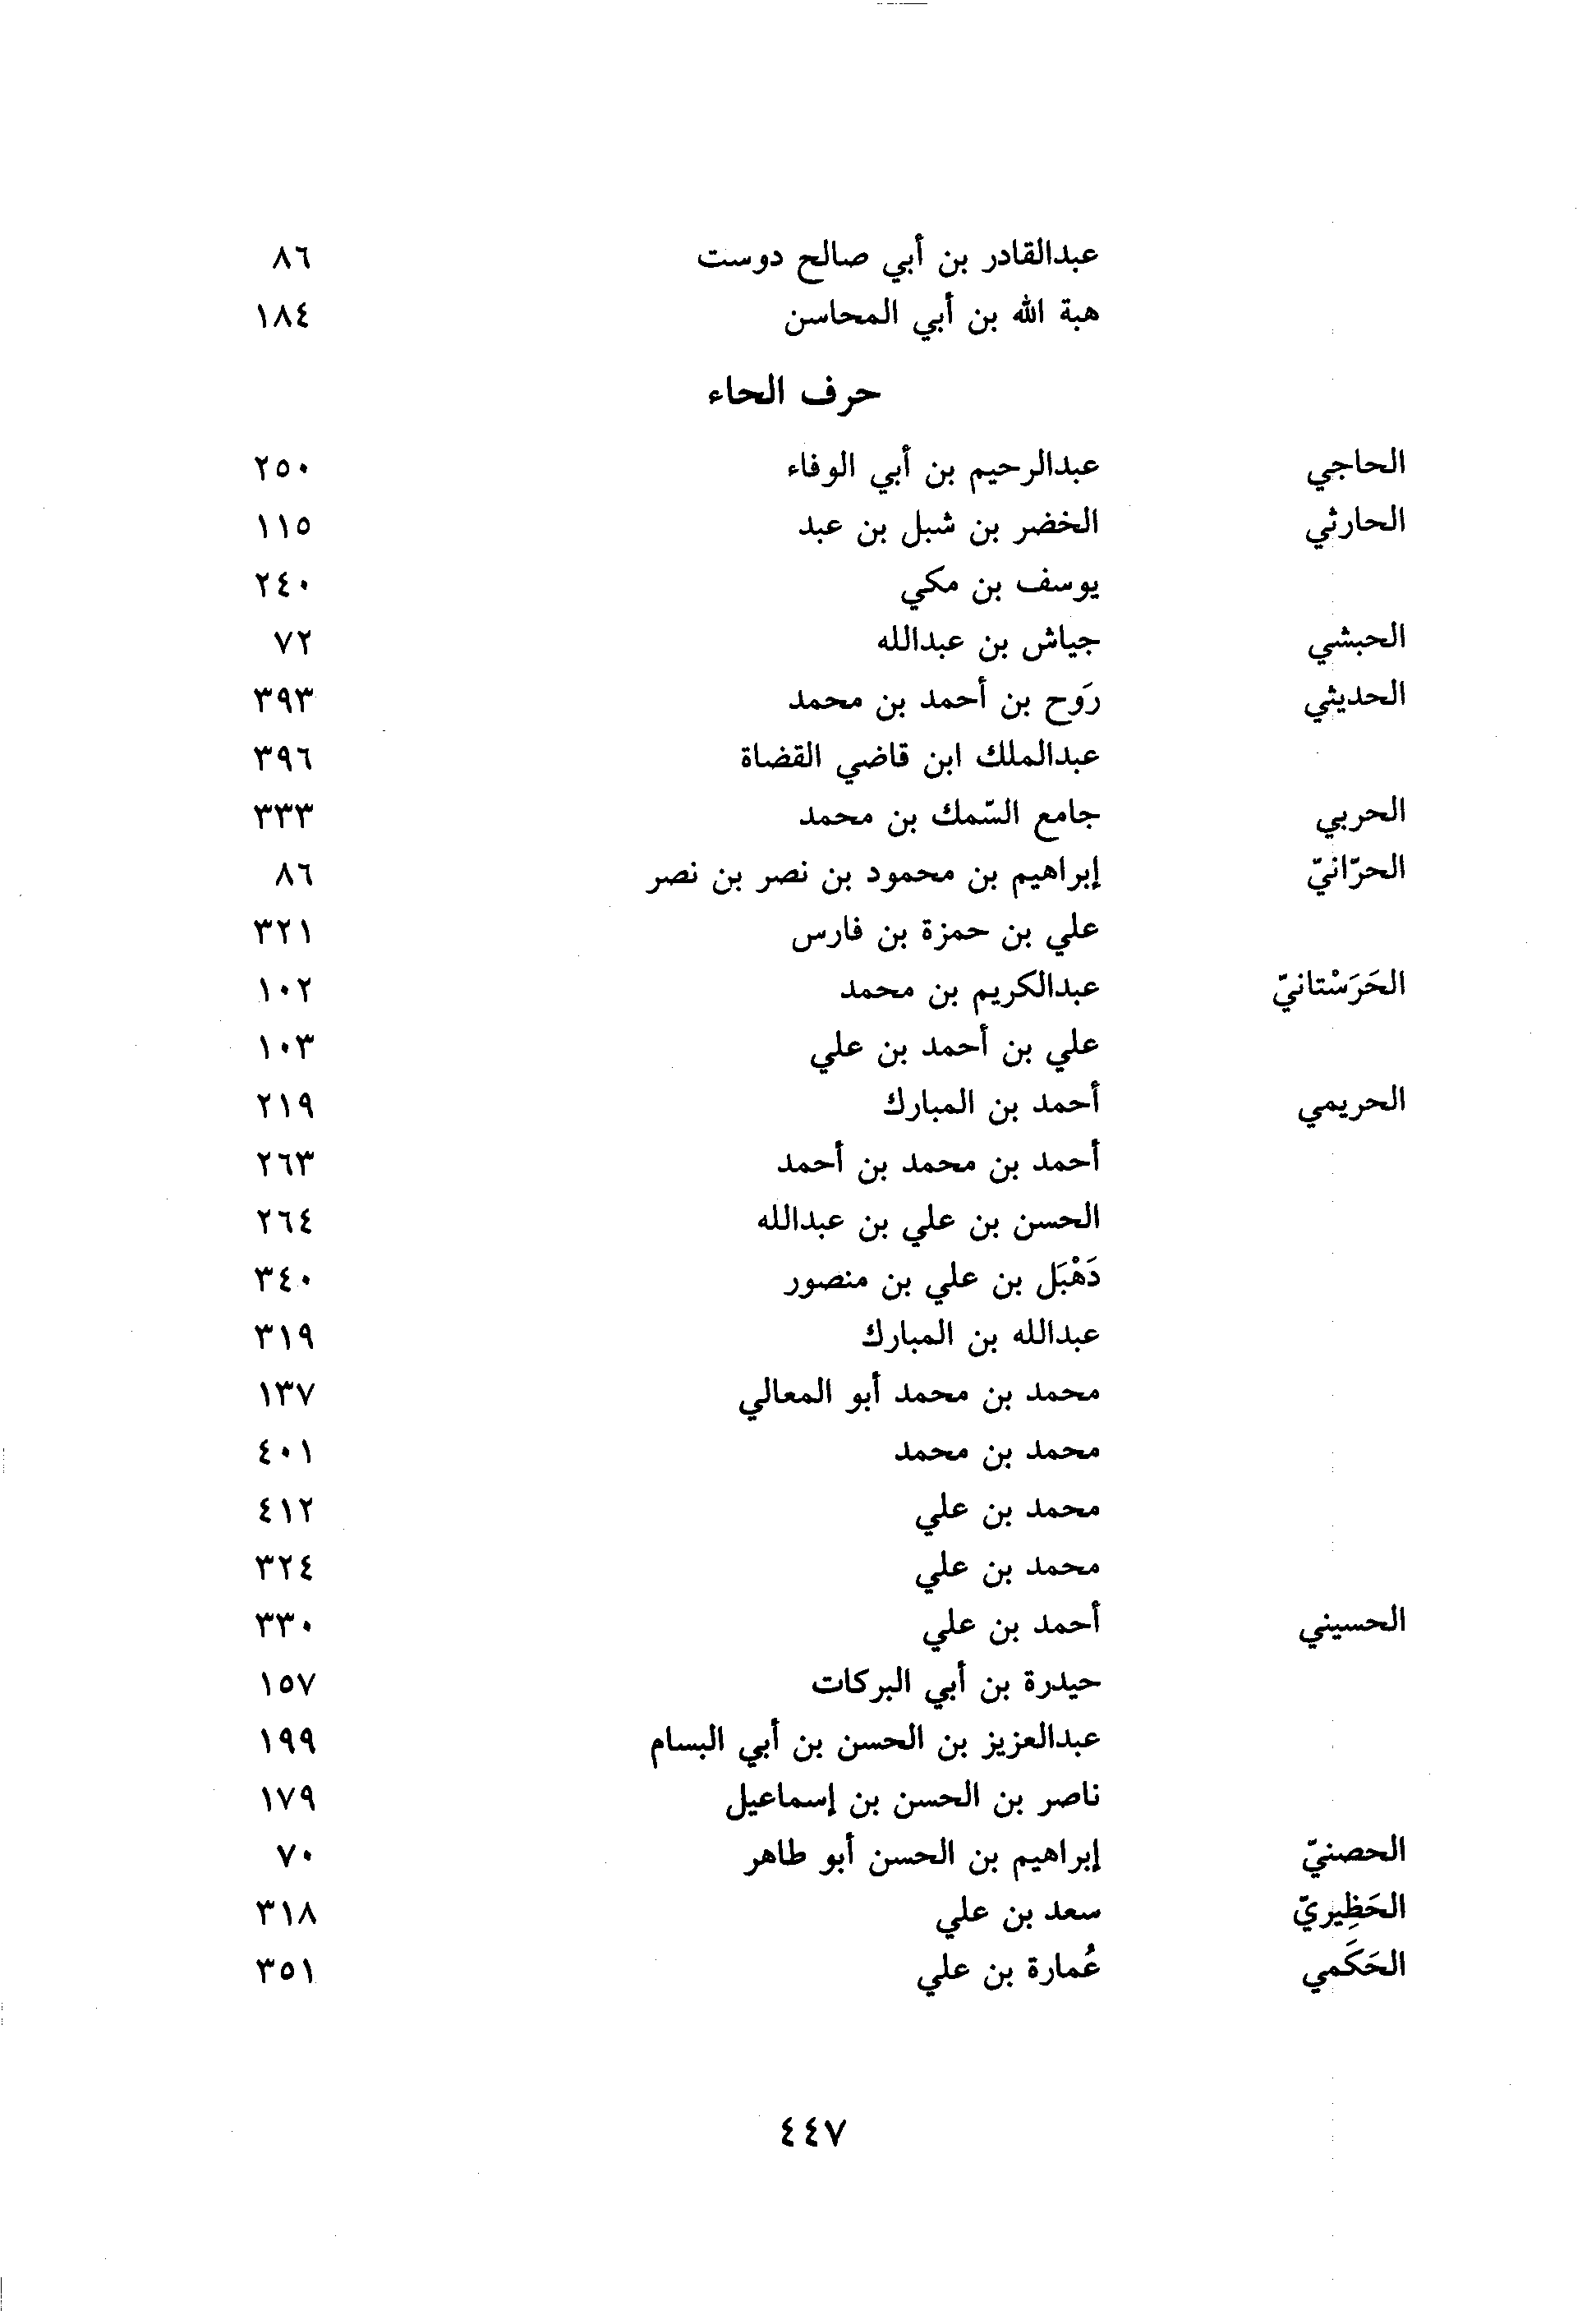 عبدالقادر بن أبي صالح دوست ٨٦
هبة الله بن أبي المحاسن ١٨٤
حرف الحاء
الحاجي عبدالرحيم بن أبي الوفاء ٢٥٠
الحارثي الخضر بن شبل بن عبد ١١٥
يوسف بن مكي ٢٤٠
الحبشي جياش بن عبدالله ٧٢
الحديثي رَوح بن أحمد بن محمد ٣٩٣
عبدالملك ابن قاضي القضاة ٣٩٦
الحربي جامع السّمك بن محمد ٣٣٣
الحرّانيّ إبراهيم بن محمود بن نصر بن نصر ٨٦
علي بن حمزة بن فارس ٣٢١
الحَرَسْتانيّ عبدالكريم بن محمد ١٠٢
علي بن أحمد بن علي ١٠٣
الحريمي أحمد بن المبارك ٢١٩
أحمد بن محمد بن أحمد ٢٦٣
الحسن بن علي بن عبدالله ٢٦٤
دَهْبَل بن علي بن منصور ٣٤٠
عبدالله بن المبارك ٣١٩
محمد بن محمد أبو المعالي ١٣٧
محمد بن محمد ٤٠١
محمد بن علي ٤١٢
محمد بن علي ٣٢٤
الحسيني أحمد بن علي ٣٣٠
حيدرة بن أبي البركات ١٥٧
عبدالعزيز بن الحسن بن أبي البسام ١٩٩
ناصر بن الحسن بن إسماعيل ١٧٩
الحصنيّ إبراهيم بن الحسن أبو طاهر ٧٠
الحَظِيريّ سعد بن علي ٣١٨
الحَكَمي عُمارة بن علي ٣٥١
٤٤٧